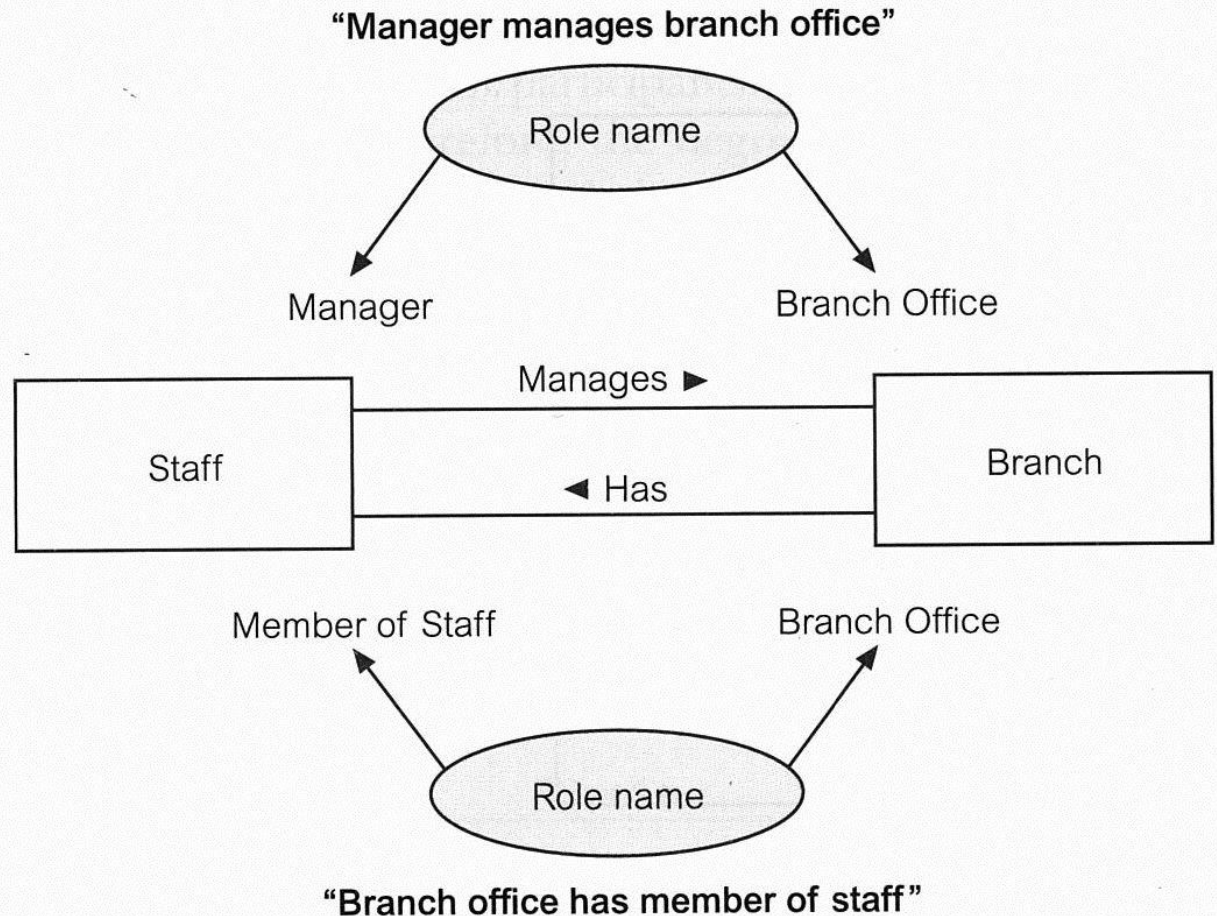 “Manager manages branch office”
Role name
Manager
Branch Office
Manages ►
Staff
Branch
◄ Has
Member of Staff
Branch Office
Role name
“Branch office has member of staff”